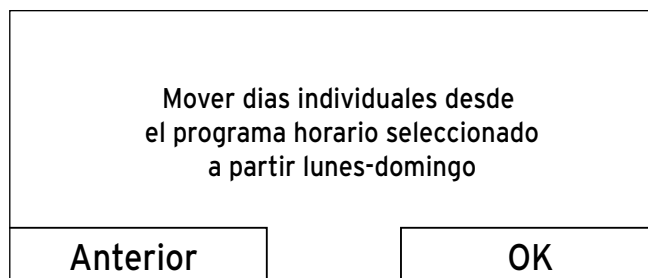 Mover dias individuales desde
el programa horario seleccionado
a partir lunes-domingo
Anterior
OK